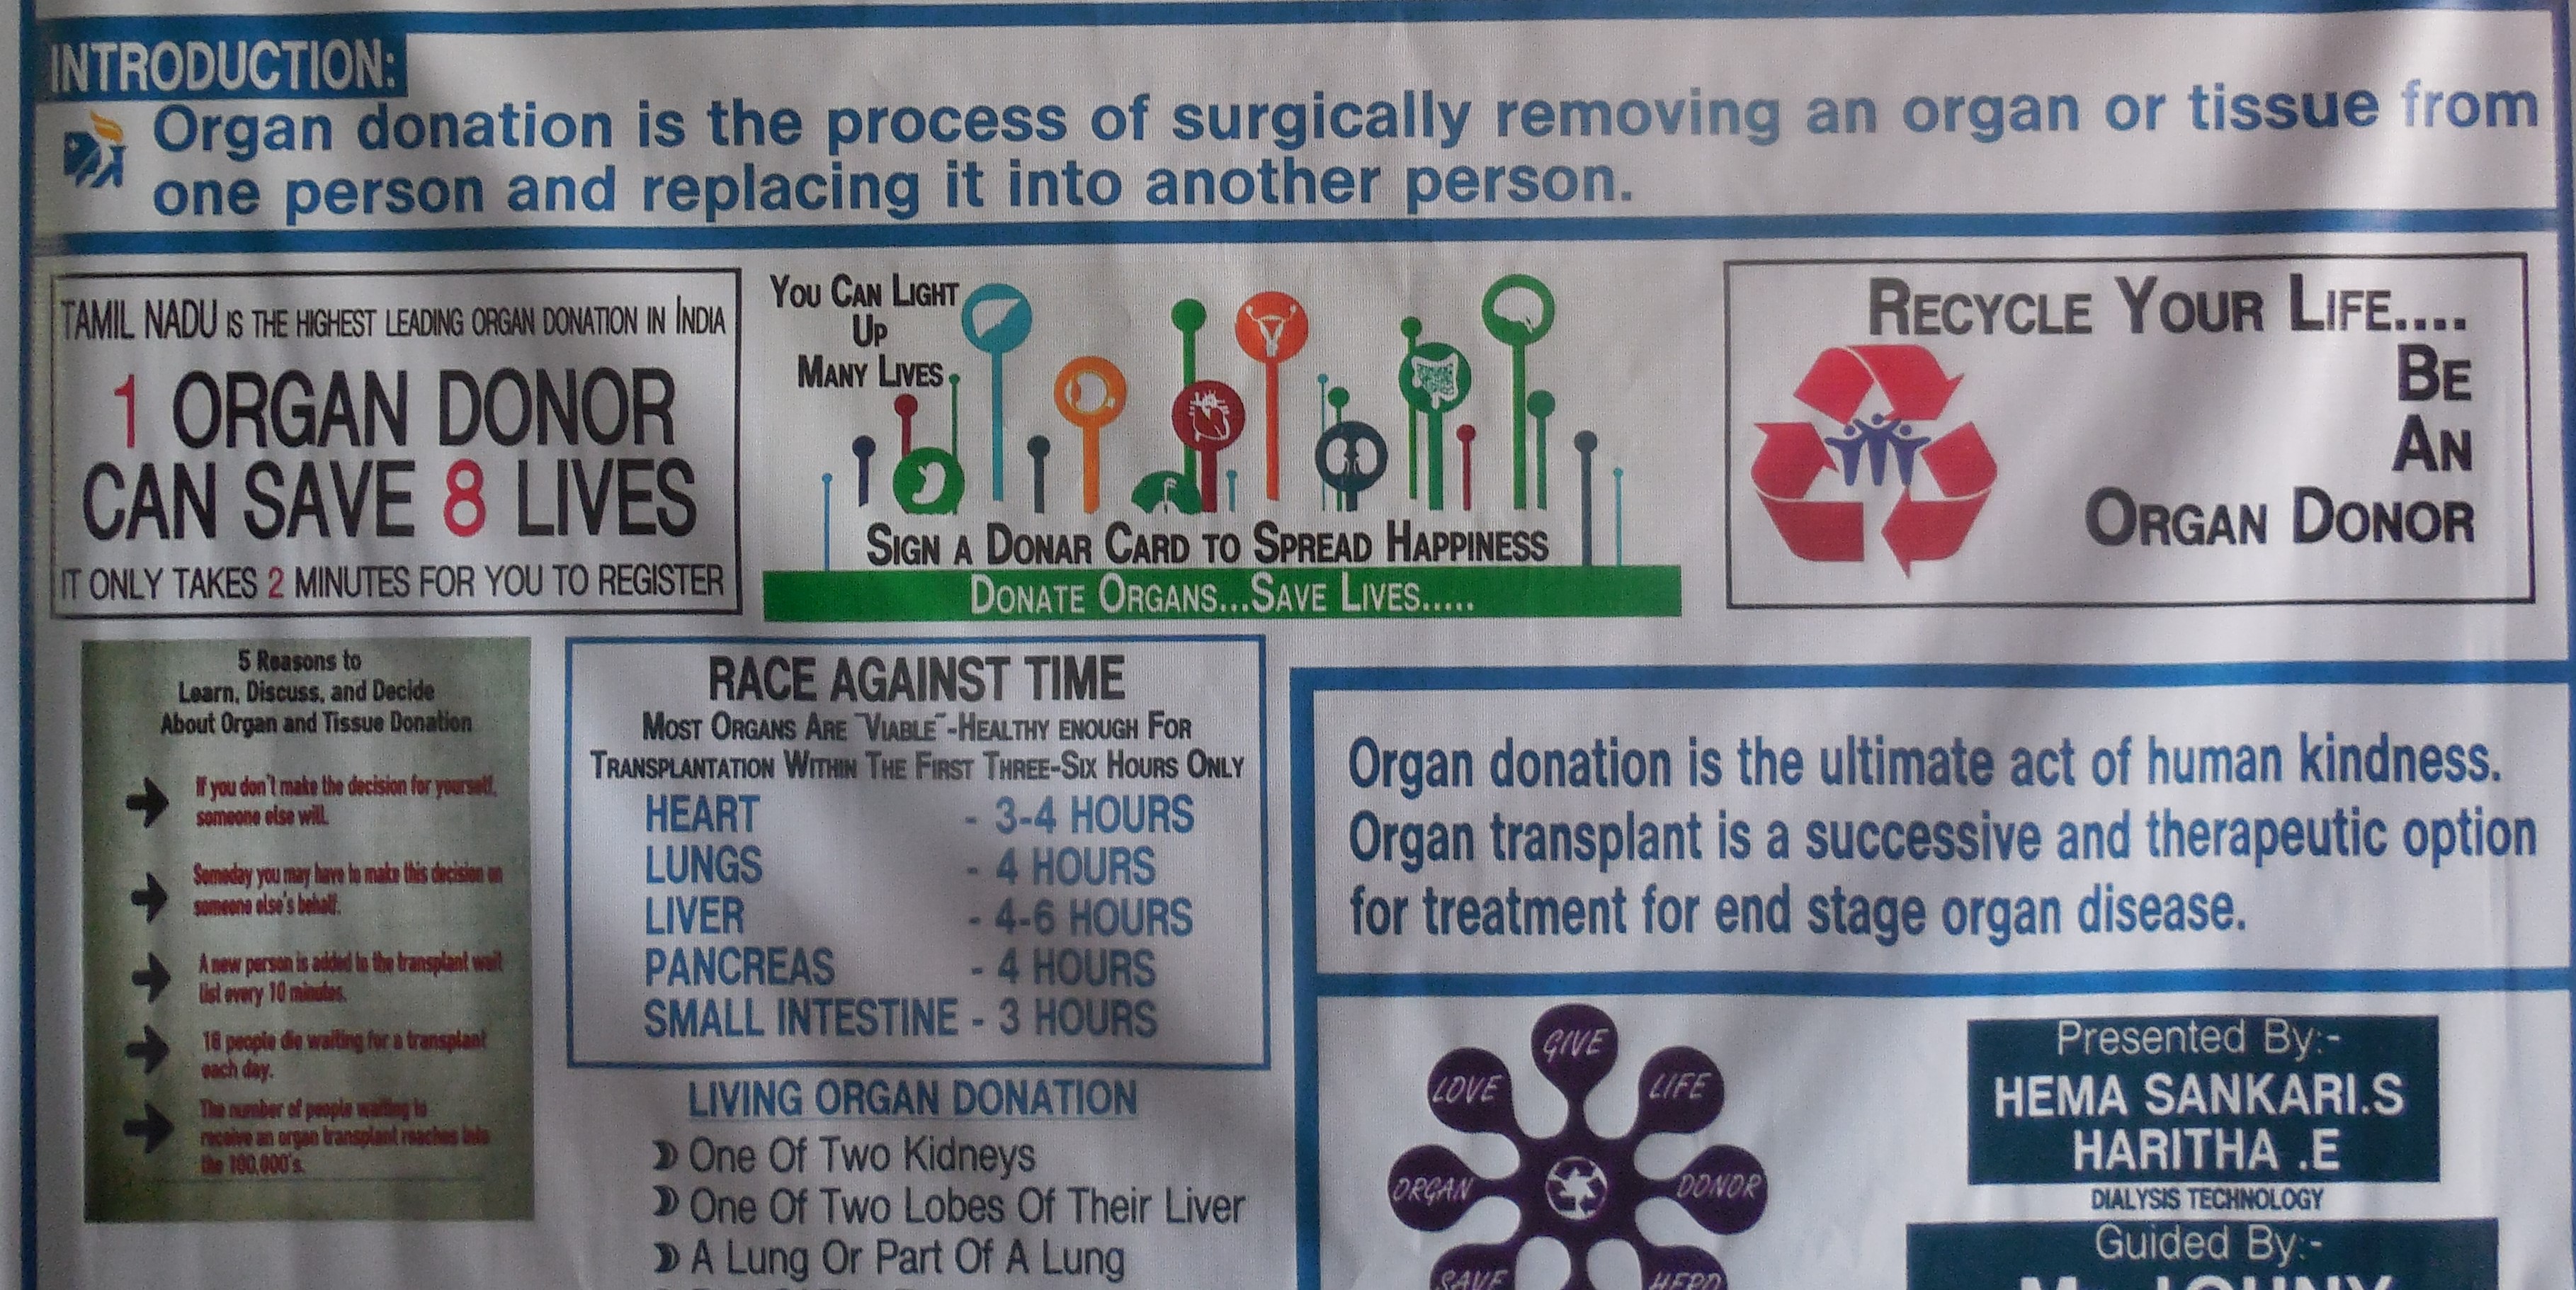 INTRODUCTION:
Organ donation is the process of surgically removing an organ or tissue from
one person and replacing it into another person.
TAMIL NADU IS THE HIGHEST LEADING ORGAN DONATION IN INDIA
1 ORGAN DONOR
CAN SAVE 8 LIVES
IT ONLY TAKES 2 MINUTES FOR YOU TO REGISTER
YOU CAN LIGHT
UP
MANY LIVES
SIGN A DONAR CARD TO SPREAD HAPPINESS
DONATE ORGANS...SAVE LIVES.....
RECYCLE YOUR LIFE....
BE
AN
ORGAN DONOR
5 Reasons to
Learn, Discuss, and Decide
About Organ and Tissue Donation
If you don't make the decision for yourself,
someone else will.
Someday you may have to make this decision on
someone else's behalf.
A new person is added to the transplant wait
list every 10 minutes.
18 people die waiting for a transplant
each day.
The number of people waiting to
receive an organ transplant reaches into
the 100,000's.
RACE AGAINST TIME
MOST ORGANS ARE "VIABLE"-HEALTHY ENOUGH FOR
TRANSPLANTATION WITHIN THE FIRST THREE-SIX HOURS ONLY
HEART - 3-4 HOURS
LUNGS - 4 HOURS
LIVER - 4-6 HOURS
PANCREAS - 4 HOURS
SMALL INTESTINE - 3 HOURS
LIVING ORGAN DONATION
One Of Two Kidneys
One Of Two Lobes Of Their Liver
A Lung Or Part Of A Lung
Organ donation is the ultimate act of human kindness.
Organ transplant is a successive and therapeutic option
for treatment for end stage organ disease.
GIVE
LOVE
LIFE
ORGAN
DONOR
SAVE
HERO
Presented By:-
HEMA SANKARI.S
HARITHA .E
DIALYSIS TECHNOLOGY
Guided By:-